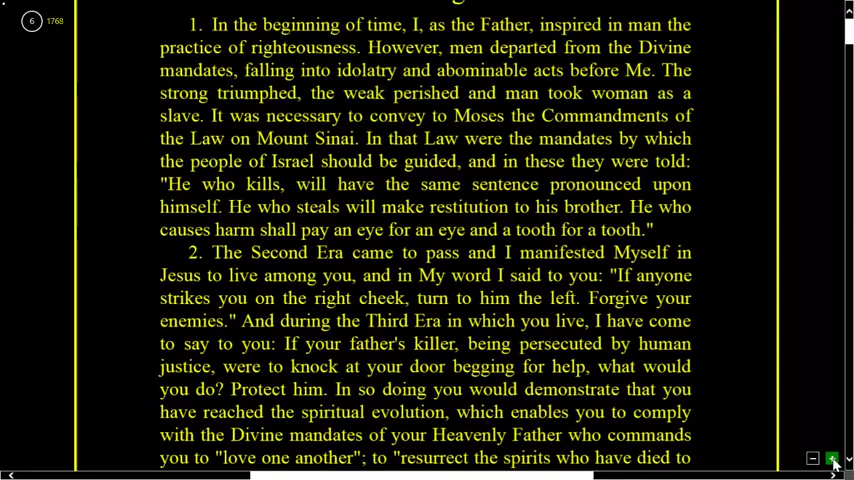 6 1768
1. In the beginning of time, I, as the Father, inspired in man the
practice of righteousness. However, men departed from the Divine
mandates, falling into idolatry and abominable acts before Me. The
strong triumphed, the weak perished and man took woman as a
slave. It was necessary to convey to Moses the Commandments of
the Law on Mount Sinai. In that Law were the mandates by which
the people of Israel should be guided, and in these they were told:
"He who kills, will have the same sentence pronounced upon
himself. He who steals will make restitution to his brother. He who
causes harm shall pay an eye for an eye and a tooth for a tooth."
2. The Second Era came to pass and I manifested Myself in
Jesus to live among you, and in My word I said to you: "If anyone
strikes you on the right cheek, turn to him the left. Forgive your
enemies." And during the Third Era in which you live, I have come
to say to you: If your father's killer, being persecuted by human
justice, were to knock at your door begging for help, what would
you do? Protect him. In so doing you would demonstrate that you
have reached the spiritual evolution, which enables you to comply
with the Divine mandates of your Heavenly Father who commands
you to "love one another"; to "resurrect the spirits who have died to